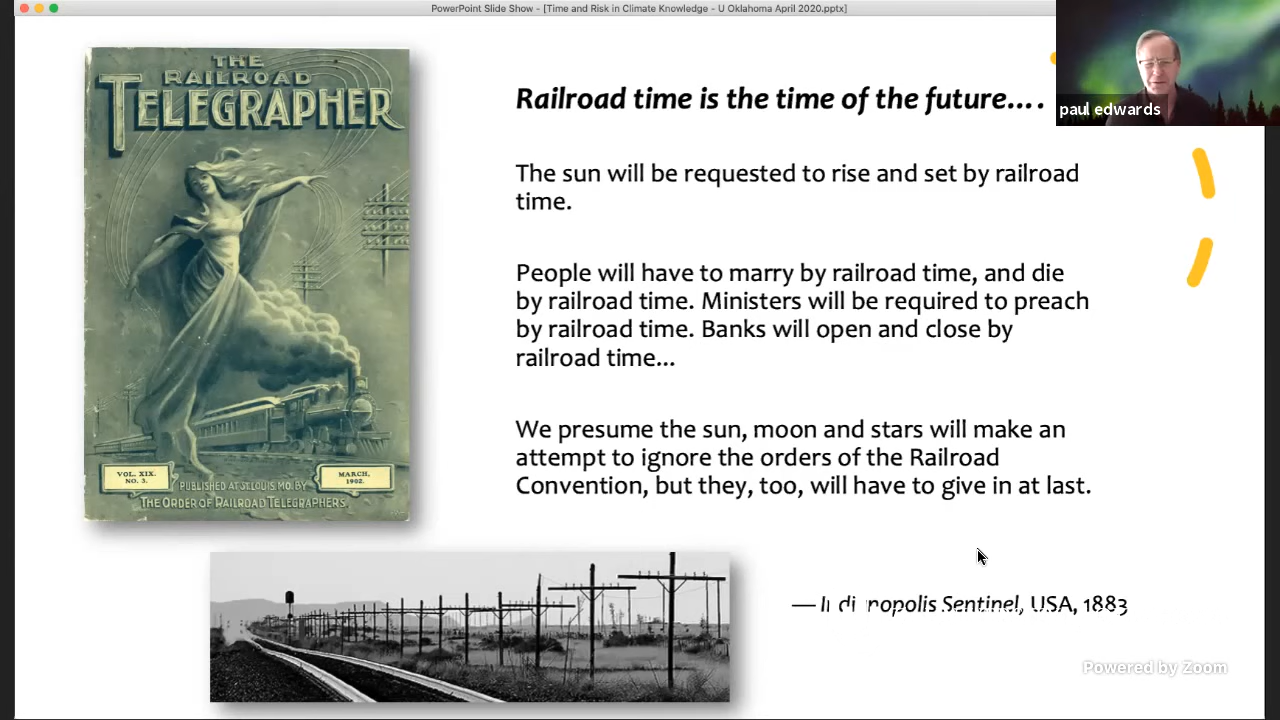 PowerPoint Slide Show - [Time and Risk in Climate Knowledge - U Oklahoma April 2020.pptx]
THE
RAILROAD
TELEGRAPHER
VOL. XIX.
NO. 3.
MARCH,
1902.
PUBLISHED AT ST. LOUIS. MO. BY
THE ORDER OF RAILROAD TELEGRAPHERS
Railroad time is the time of the future….
paul edwards
The sun will be requested to rise and set by railroad
time.
People will have to marry by railroad time, and die
by railroad time. Ministers will be required to preach
by railroad time. Banks will open and close by
railroad time...
We presume the sun, moon and stars will make an
attempt to ignore the orders of the Railroad
Convention, but they, too, will have to give in at last.
— Indianapolis Sentinel, USA, 1883
Powered by Zoom